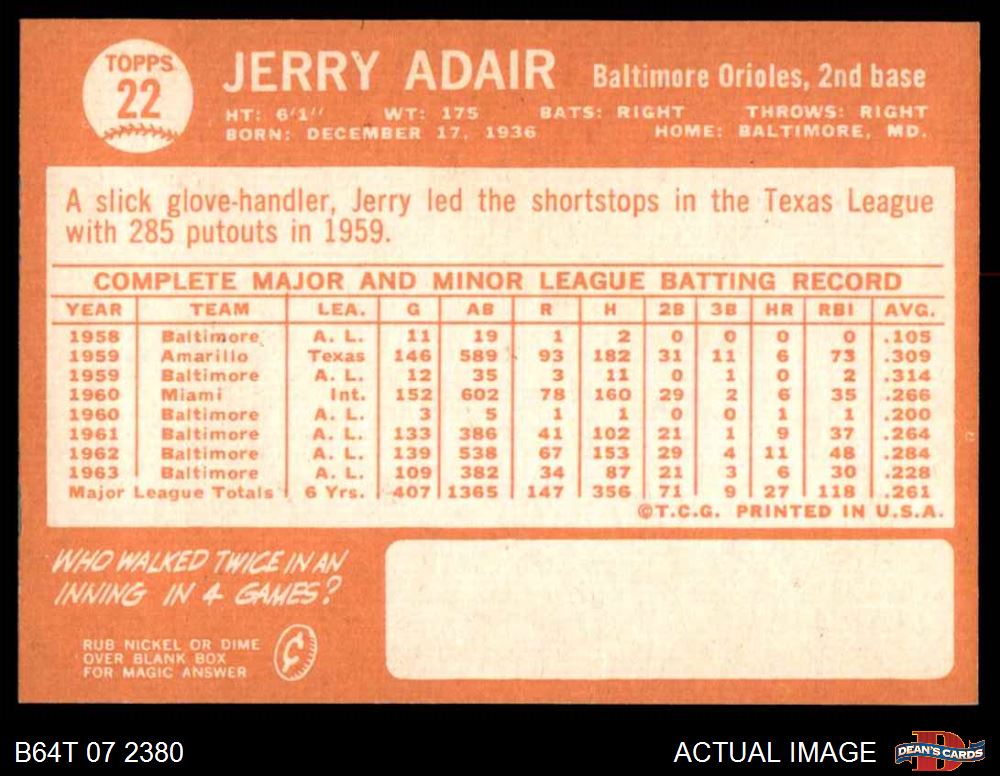 TOPPS
22
JERRY ADAIR Baltimore Orioles, 2nd base
HT: 6'1" WT: 175 BATS: RIGHT THROWS: RIGHT
BORN: DECEMBER 17, 1936 HOME: BALTIMORE, MD.
A slick glove-handler, Jerry led the shortstops in the Texas League
with 285 putouts in 1959.
COMPLETE MAJOR AND MINOR LEAGUE BATTING RECORD
YEAR TEAM LEA. G AB R H 2B 3B HR RBI AVG.
1958 Baltimore A. L. 11 19 1 2 0 0 0 0 .105
1959 Amarillo Texas 146 589 93 182 31 11 6 73 .309
1959 Baltimore A. L. 12 35 3 11 0 1 0 2 .314
1960 Miami Int. 152 602 78 160 29 2 6 35 .266
1960 Baltimore A. L. 3 5 1 1 0 0 1 1 .200
1961 Baltimore A. L. 133 386 41 102 21 1 9 37 .264
1962 Baltimore A. L. 139 538 67 153 29 4 11 48 .284
1963 Baltimore A. L. 109 382 34 87 21 3 6 30 .228
Major League Totals 6 Yrs. 407 1365 147 356 71 9 27 118 .261
©T.C.G. PRINTED IN U.S.A.
WHO WALKED TWICE IN AN
INNING IN 4 GAMES?
RUB NICKEL OR DIME
OVER BLANK BOX
FOR MAGIC ANSWER
¢
B64T 07 2380 ACTUAL IMAGE DEAN'S CARDS